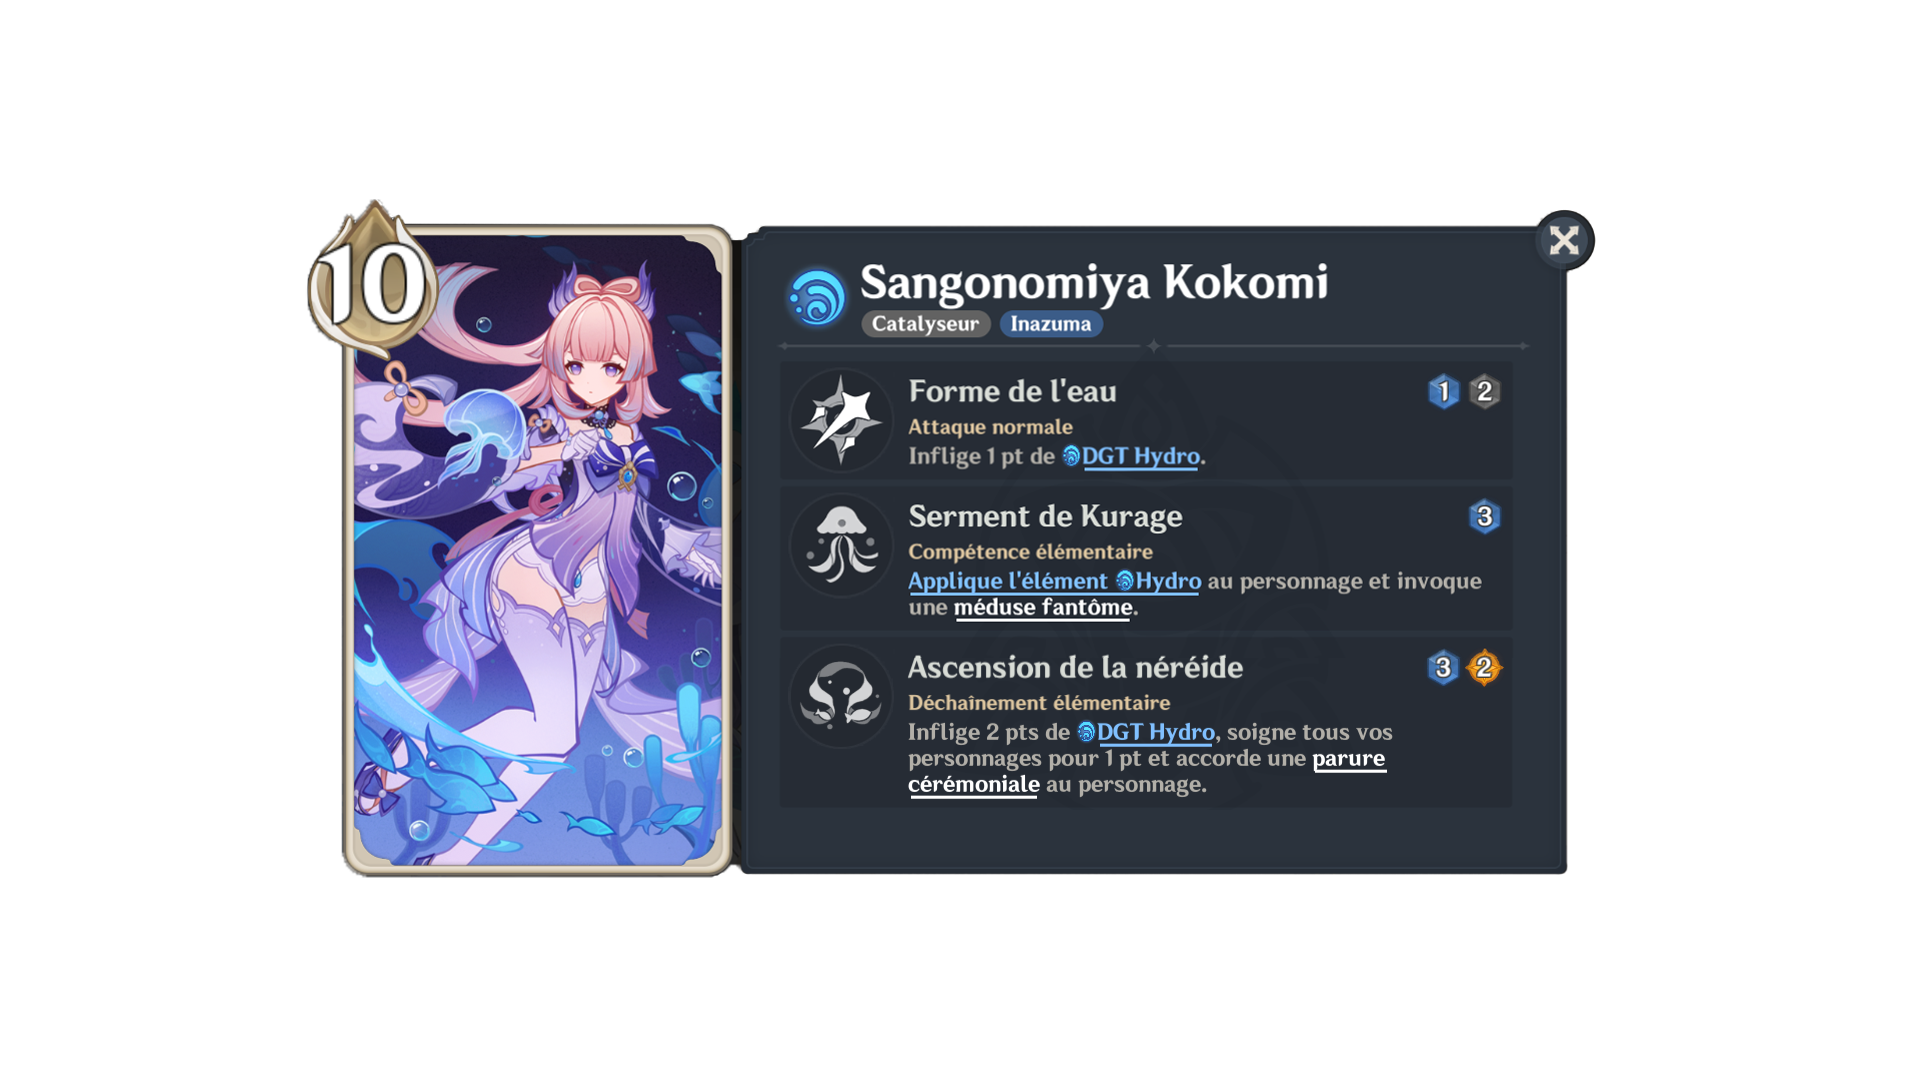 10
Sangonomiya Kokomi
Catalyseur Inazuma
Forme de l'eau 1 2
Attaque normale
Inflige 1 pt de DGT Hydro.
Serment de Kurage 3
Compétence élémentaire
Applique l'élément Hydro au personnage et invoque
une méduse fantôme.
Ascension de la néréide 3 2
Déchaînement élémentaire
Inflige 2 pts de DGT Hydro, soigne tous vos
personnages pour 1 pt et accorde une parure
cérémoniale au personnage.